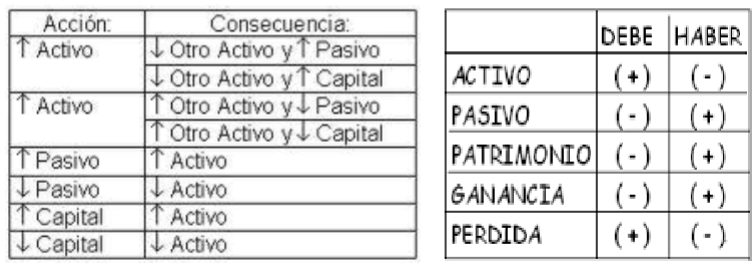 Acción: Consecuencia:
↑ Activo ↓ Otro Activo y ↑ Pasivo
↓ Otro Activo y ↑ Capital
↑ Activo ↑ Otro Activo y ↓ Pasivo
↑ Otro Activo y ↓ Capital
↑ Pasivo ↑ Activo
↓ Pasivo ↓ Activo
↑ Capital ↑ Activo
↓ Capital ↓ Activo
DEBE HABER
ACTIVO (+) (-)
PASIVO (-) (+)
PATRIMONIO (-) (+)
GANANCIA (-) (+)
PERDIDA (+) (-)